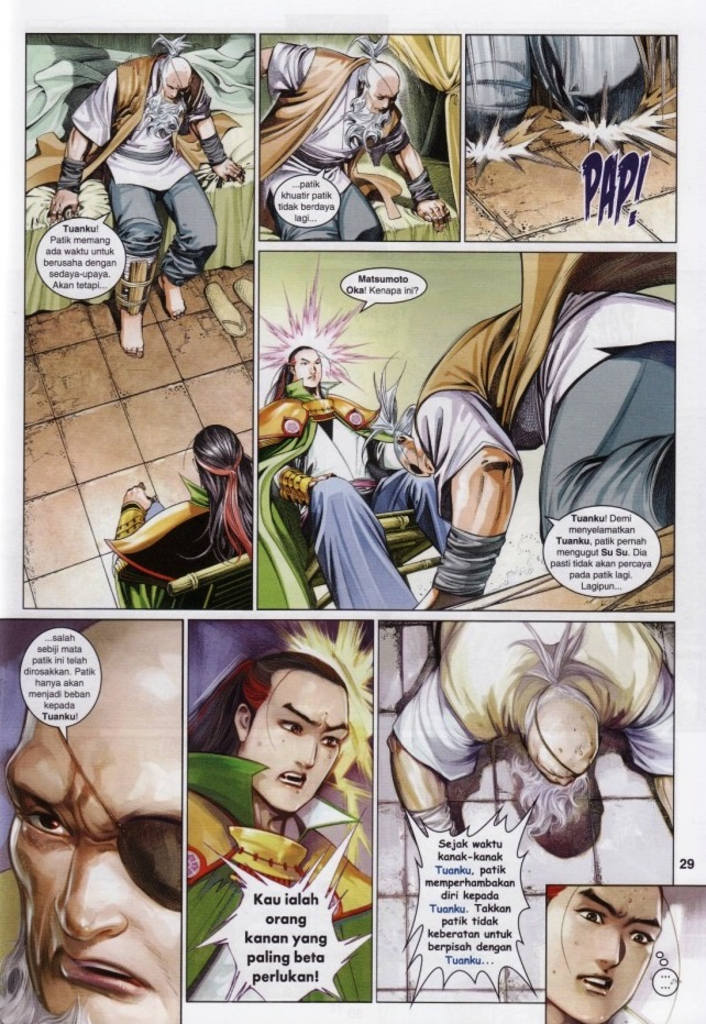 Tuanku!
Patik memang
ada waktu untuk
berusaha dengan
sedaya-upaya.
Akan tetapi...
...patik
khuatir patik
tidak berdaya
lagi...
PAP!
Matsumoto
Oka! Kenapa ini?
Tuanku! Demi
menyelamatkan
Tuanku, patik pernah
mengugut Su Su. Dia
pasti tidak akan percaya
pada patik lagi.
Lagipun...
...salah
sebiji mata
patik ini telah
dirosakkan. Patik
hanya akan
menjadi beban
kepada
Tuanku!
Kau ialah
orang
kanan yang
paling beta
perlukan!
Sejak waktu
kanak-kanak
Tuanku, patik
memperhambakan
diri kepada
Tuanku. Takkan
patik tidak
keberatan untuk
berpisah dengan
Tuanku...
...
29